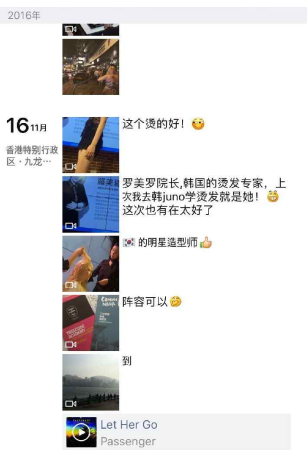 2016年
16 11月
这个烫的好！
香港特别行政
区·九龙…
罗美罗院长,韩国的烫发专家，上
次我去韩juno学烫发就是她！
这次也有在太好了
的明星造型师
阵容可以
到
Let Her Go
Passenger